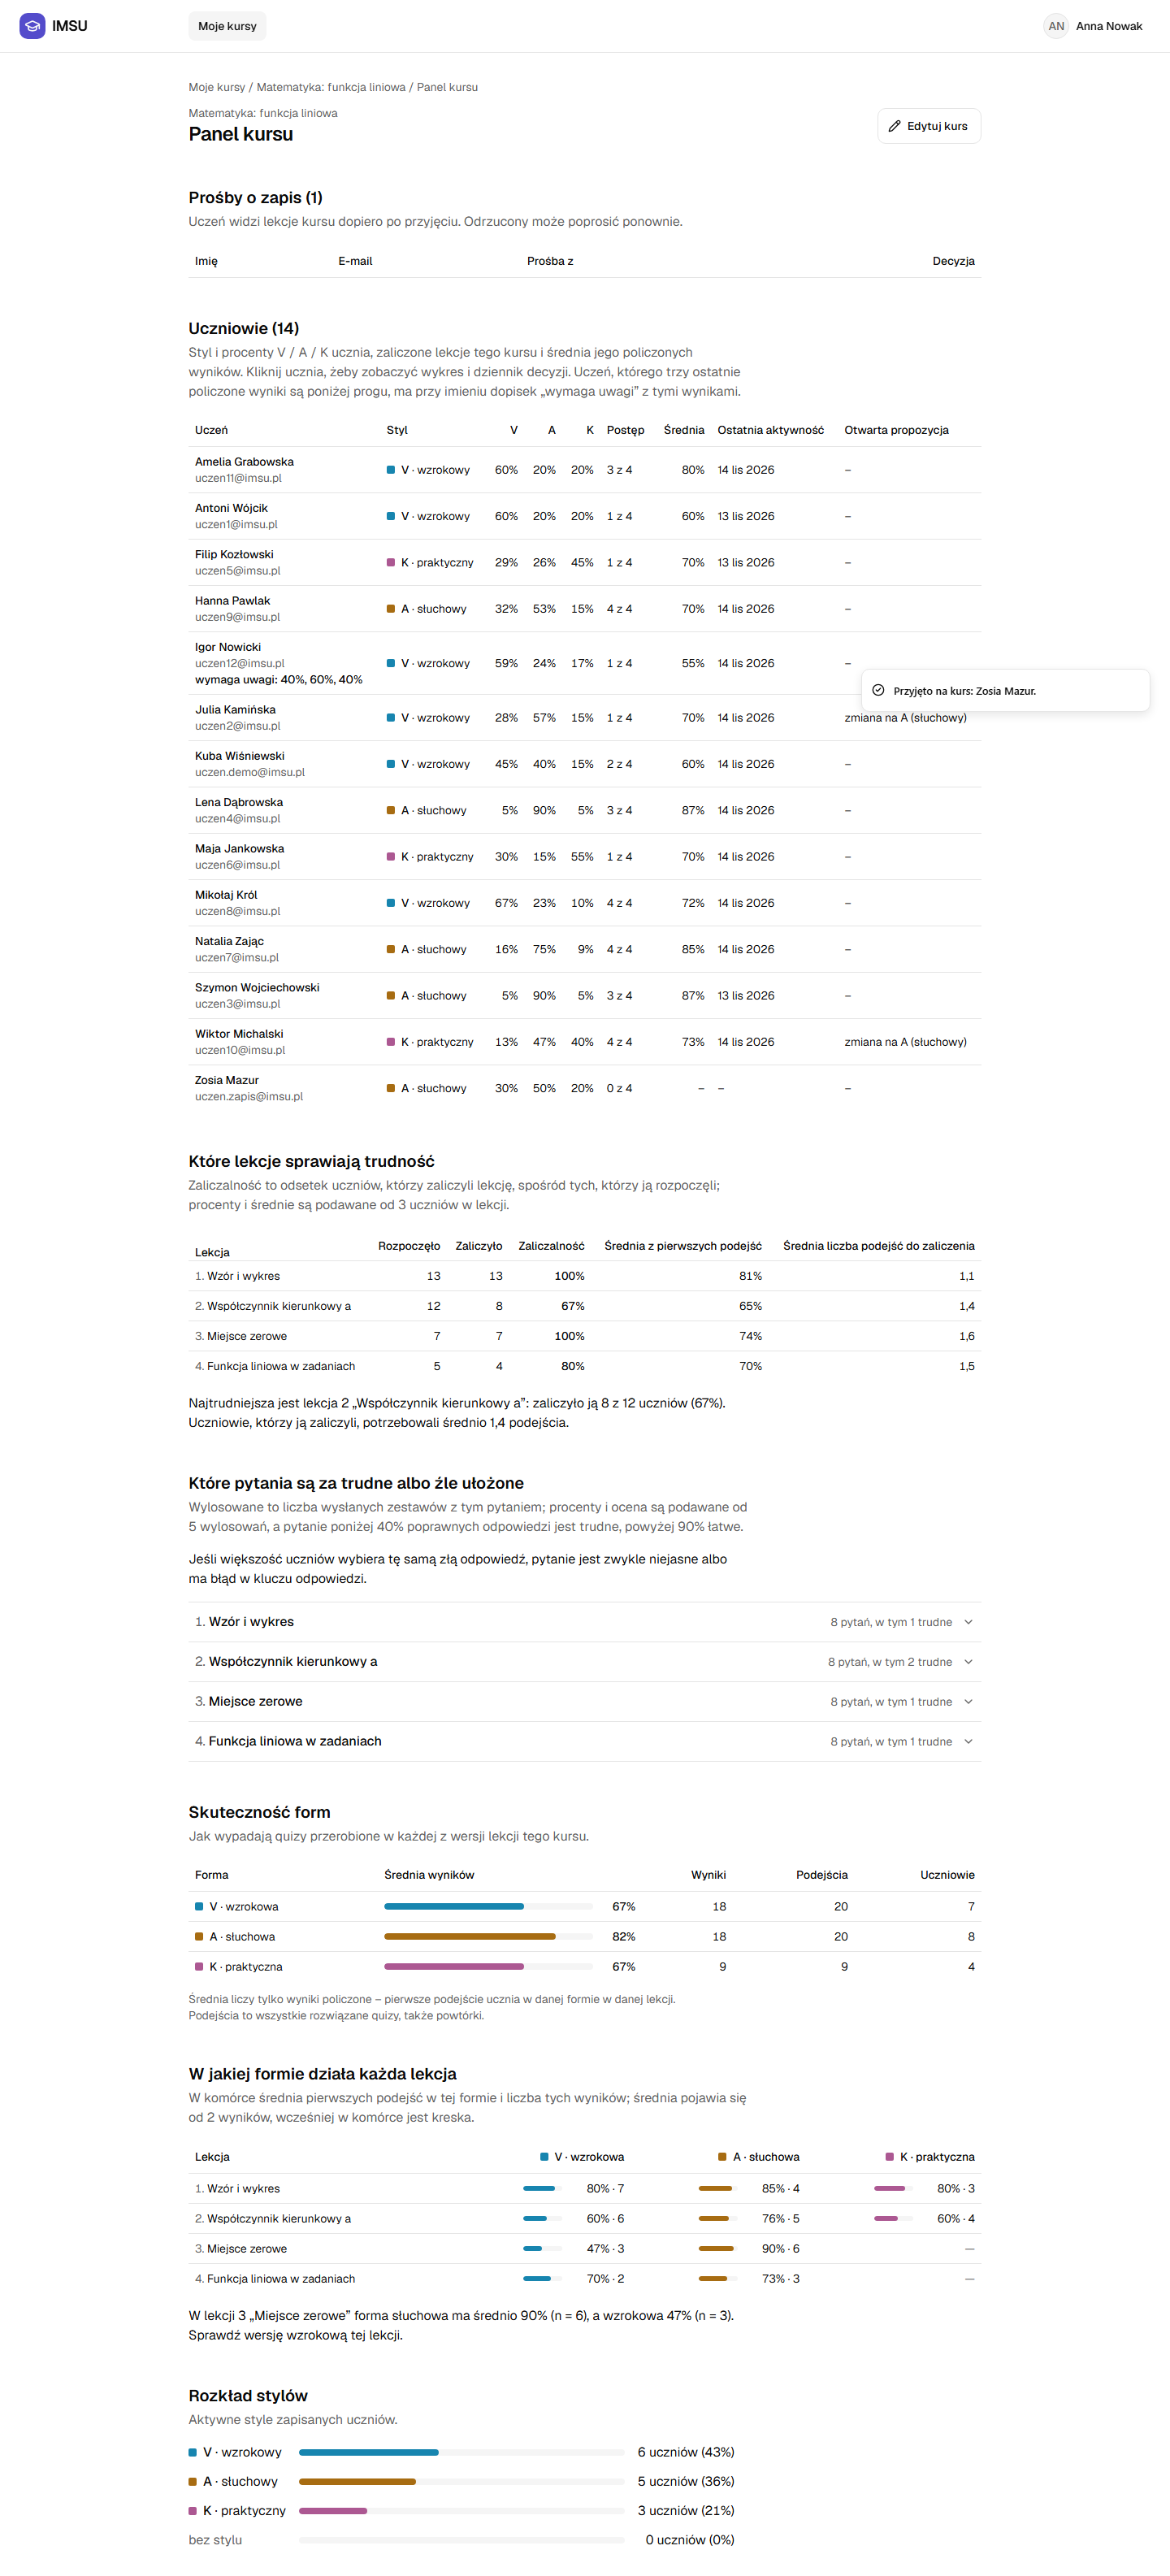 IMSU
Moje kursy
AN Anna Nowak
Moje kursy / Matematyka: funkcja liniowa / Panel kursu
Matematyka: funkcja liniowa
Panel kursu
Edytuj kurs
Prośby o zapis (1)
Uczeń widzi lekcje kursu dopiero po przyjęciu. Odrzucony może poprosić ponownie.
Imię E-mail Prośba z Decyzja
Uczniowie (14)
Styl i procenty V / A / K ucznia, zaliczone lekcje tego kursu i średnia jego policzonych
wyników. Kliknij ucznia, żeby zobaczyć wykres i dziennik decyzji. Uczeń, którego trzy ostatnie
policzone wyniki są poniżej progu, ma przy imieniu dopisek „wymaga uwagi” z tymi wynikami.
Uczeń Styl V A K Postęp Średnia Ostatnia aktywność Otwarta propozycja
Amelia Grabowska
uczen11@imsu.pl
V · wzrokowy 60% 20% 20% 3 z 4 80% 14 lis 2026 –
Antoni Wójcik
uczen1@imsu.pl
V · wzrokowy 60% 20% 20% 1 z 4 60% 13 lis 2026 –
Filip Kozłowski
uczen5@imsu.pl
K · praktyczny 29% 26% 45% 1 z 4 70% 13 lis 2026 –
Hanna Pawlak
uczen9@imsu.pl
A · słuchowy 32% 53% 15% 4 z 4 70% 14 lis 2026 –
Igor Nowicki
uczen12@imsu.pl
wymaga uwagi: 40%, 60%, 40%
V · wzrokowy 59% 24% 17% 1 z 4 55% 14 lis 2026 –
Przyjęto na kurs: Zosia Mazur.
Julia Kamińska
uczen2@imsu.pl
V · wzrokowy 28% 57% 15% 1 z 4 70% 14 lis 2026 zmiana na A (słuchowy)
Kuba Wiśniewski
uczen.demo@imsu.pl
V · wzrokowy 45% 40% 15% 2 z 4 60% 14 lis 2026 –
Lena Dąbrowska
uczen4@imsu.pl
A · słuchowy 5% 90% 5% 3 z 4 87% 14 lis 2026 –
Maja Jankowska
uczen6@imsu.pl
K · praktyczny 30% 15% 55% 1 z 4 70% 14 lis 2026 –
Mikołaj Król
uczen8@imsu.pl
V · wzrokowy 67% 23% 10% 4 z 4 72% 14 lis 2026 –
Natalia Zając
uczen7@imsu.pl
A · słuchowy 16% 75% 9% 4 z 4 85% 14 lis 2026 –
Szymon Wojciechowski
uczen3@imsu.pl
A · słuchowy 5% 90% 5% 3 z 4 87% 13 lis 2026 –
Wiktor Michalski
uczen10@imsu.pl
K · praktyczny 13% 47% 40% 4 z 4 73% 14 lis 2026 zmiana na A (słuchowy)
Zosia Mazur
uczen.zapis@imsu.pl
A · słuchowy 30% 50% 20% 0 z 4 – – –
Które lekcje sprawiają trudność
Zaliczalność to odsetek uczniów, którzy zaliczyli lekcję, spośród tych, którzy ją rozpoczęli;
procenty i średnie są podawane od 3 uczniów w lekcji.
Lekcja Rozpoczęło Zaliczyło Zaliczalność Średnia z pierwszych podejść Średnia liczba podejść do zaliczenia
1. Wzór i wykres 13 13 100% 81% 1,1
2. Współczynnik kierunkowy a 12 8 67% 65% 1,4
3. Miejsce zerowe 7 7 100% 74% 1,6
4. Funkcja liniowa w zadaniach 5 4 80% 70% 1,5
Najtrudniejsza jest lekcja 2 „Współczynnik kierunkowy a”: zaliczyło ją 8 z 12 uczniów (67%).
Uczniowie, którzy ją zaliczyli, potrzebowali średnio 1,4 podejścia.
Które pytania są za trudne albo źle ułożone
Wylosowane to liczba wysłanych zestawów z tym pytaniem; procenty i ocena są podawane od
5 wylosowań, a pytanie poniżej 40% poprawnych odpowiedzi jest trudne, powyżej 90% łatwe.
Jeśli większość uczniów wybiera tę samą złą odpowiedź, pytanie jest zwykle niejasne albo
ma błąd w kluczu odpowiedzi.
1. Wzór i wykres 8 pytań, w tym 1 trudne
2. Współczynnik kierunkowy a 8 pytań, w tym 2 trudne
3. Miejsce zerowe 8 pytań, w tym 1 trudne
4. Funkcja liniowa w zadaniach 8 pytań, w tym 1 trudne
Skuteczność form
Jak wypadają quizy przerobione w każdej z wersji lekcji tego kursu.
Forma Średnia wyników Wyniki Podejścia Uczniowie
V · wzrokowa 67% 18 20 7
A · słuchowa 82% 18 20 8
K · praktyczna 67% 9 9 4
Średnia liczy tylko wyniki policzone – pierwsze podejście ucznia w danej formie w danej lekcji.
Podejścia to wszystkie rozwiązane quizy, także powtórki.
W jakiej formie działa każda lekcja
W komórce średnia pierwszych podejść w tej formie i liczba tych wyników; średnia pojawia się
od 2 wyników, wcześniej w komórce jest kreska.
Lekcja V · wzrokowa A · słuchowa K · praktyczna
1. Wzór i wykres 80% · 7 85% · 4 80% · 3
2. Współczynnik kierunkowy a 60% · 6 76% · 5 60% · 4
3. Miejsce zerowe 47% · 3 90% · 6 —
4. Funkcja liniowa w zadaniach 70% · 2 73% · 3 —
W lekcji 3 „Miejsce zerowe” forma słuchowa ma średnio 90% (n = 6), a wzrokowa 47% (n = 3).
Sprawdź wersję wzrokową tej lekcji.
Rozkład stylów
Aktywne style zapisanych uczniów.
V · wzrokowy 6 uczniów (43%)
A · słuchowy 5 uczniów (36%)
K · praktyczny 3 uczniów (21%)
bez stylu 0 uczniów (0%)